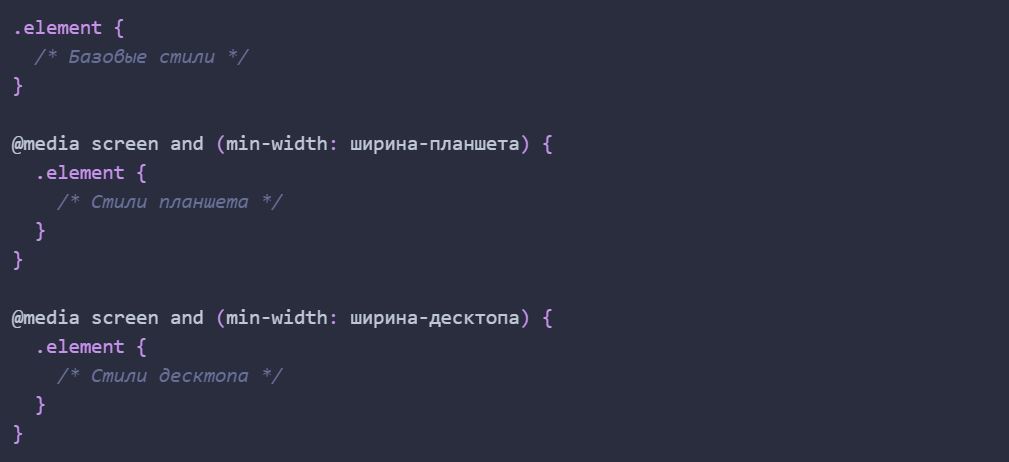 .element {
/* Базовые стили */
}
@media screen and (min-width: ширина-планшета) {
.element {
/* Стили планшета */
}
}
@media screen and (min-width: ширина-десктопа) {
.element {
/* Стили десктопа */
}
}